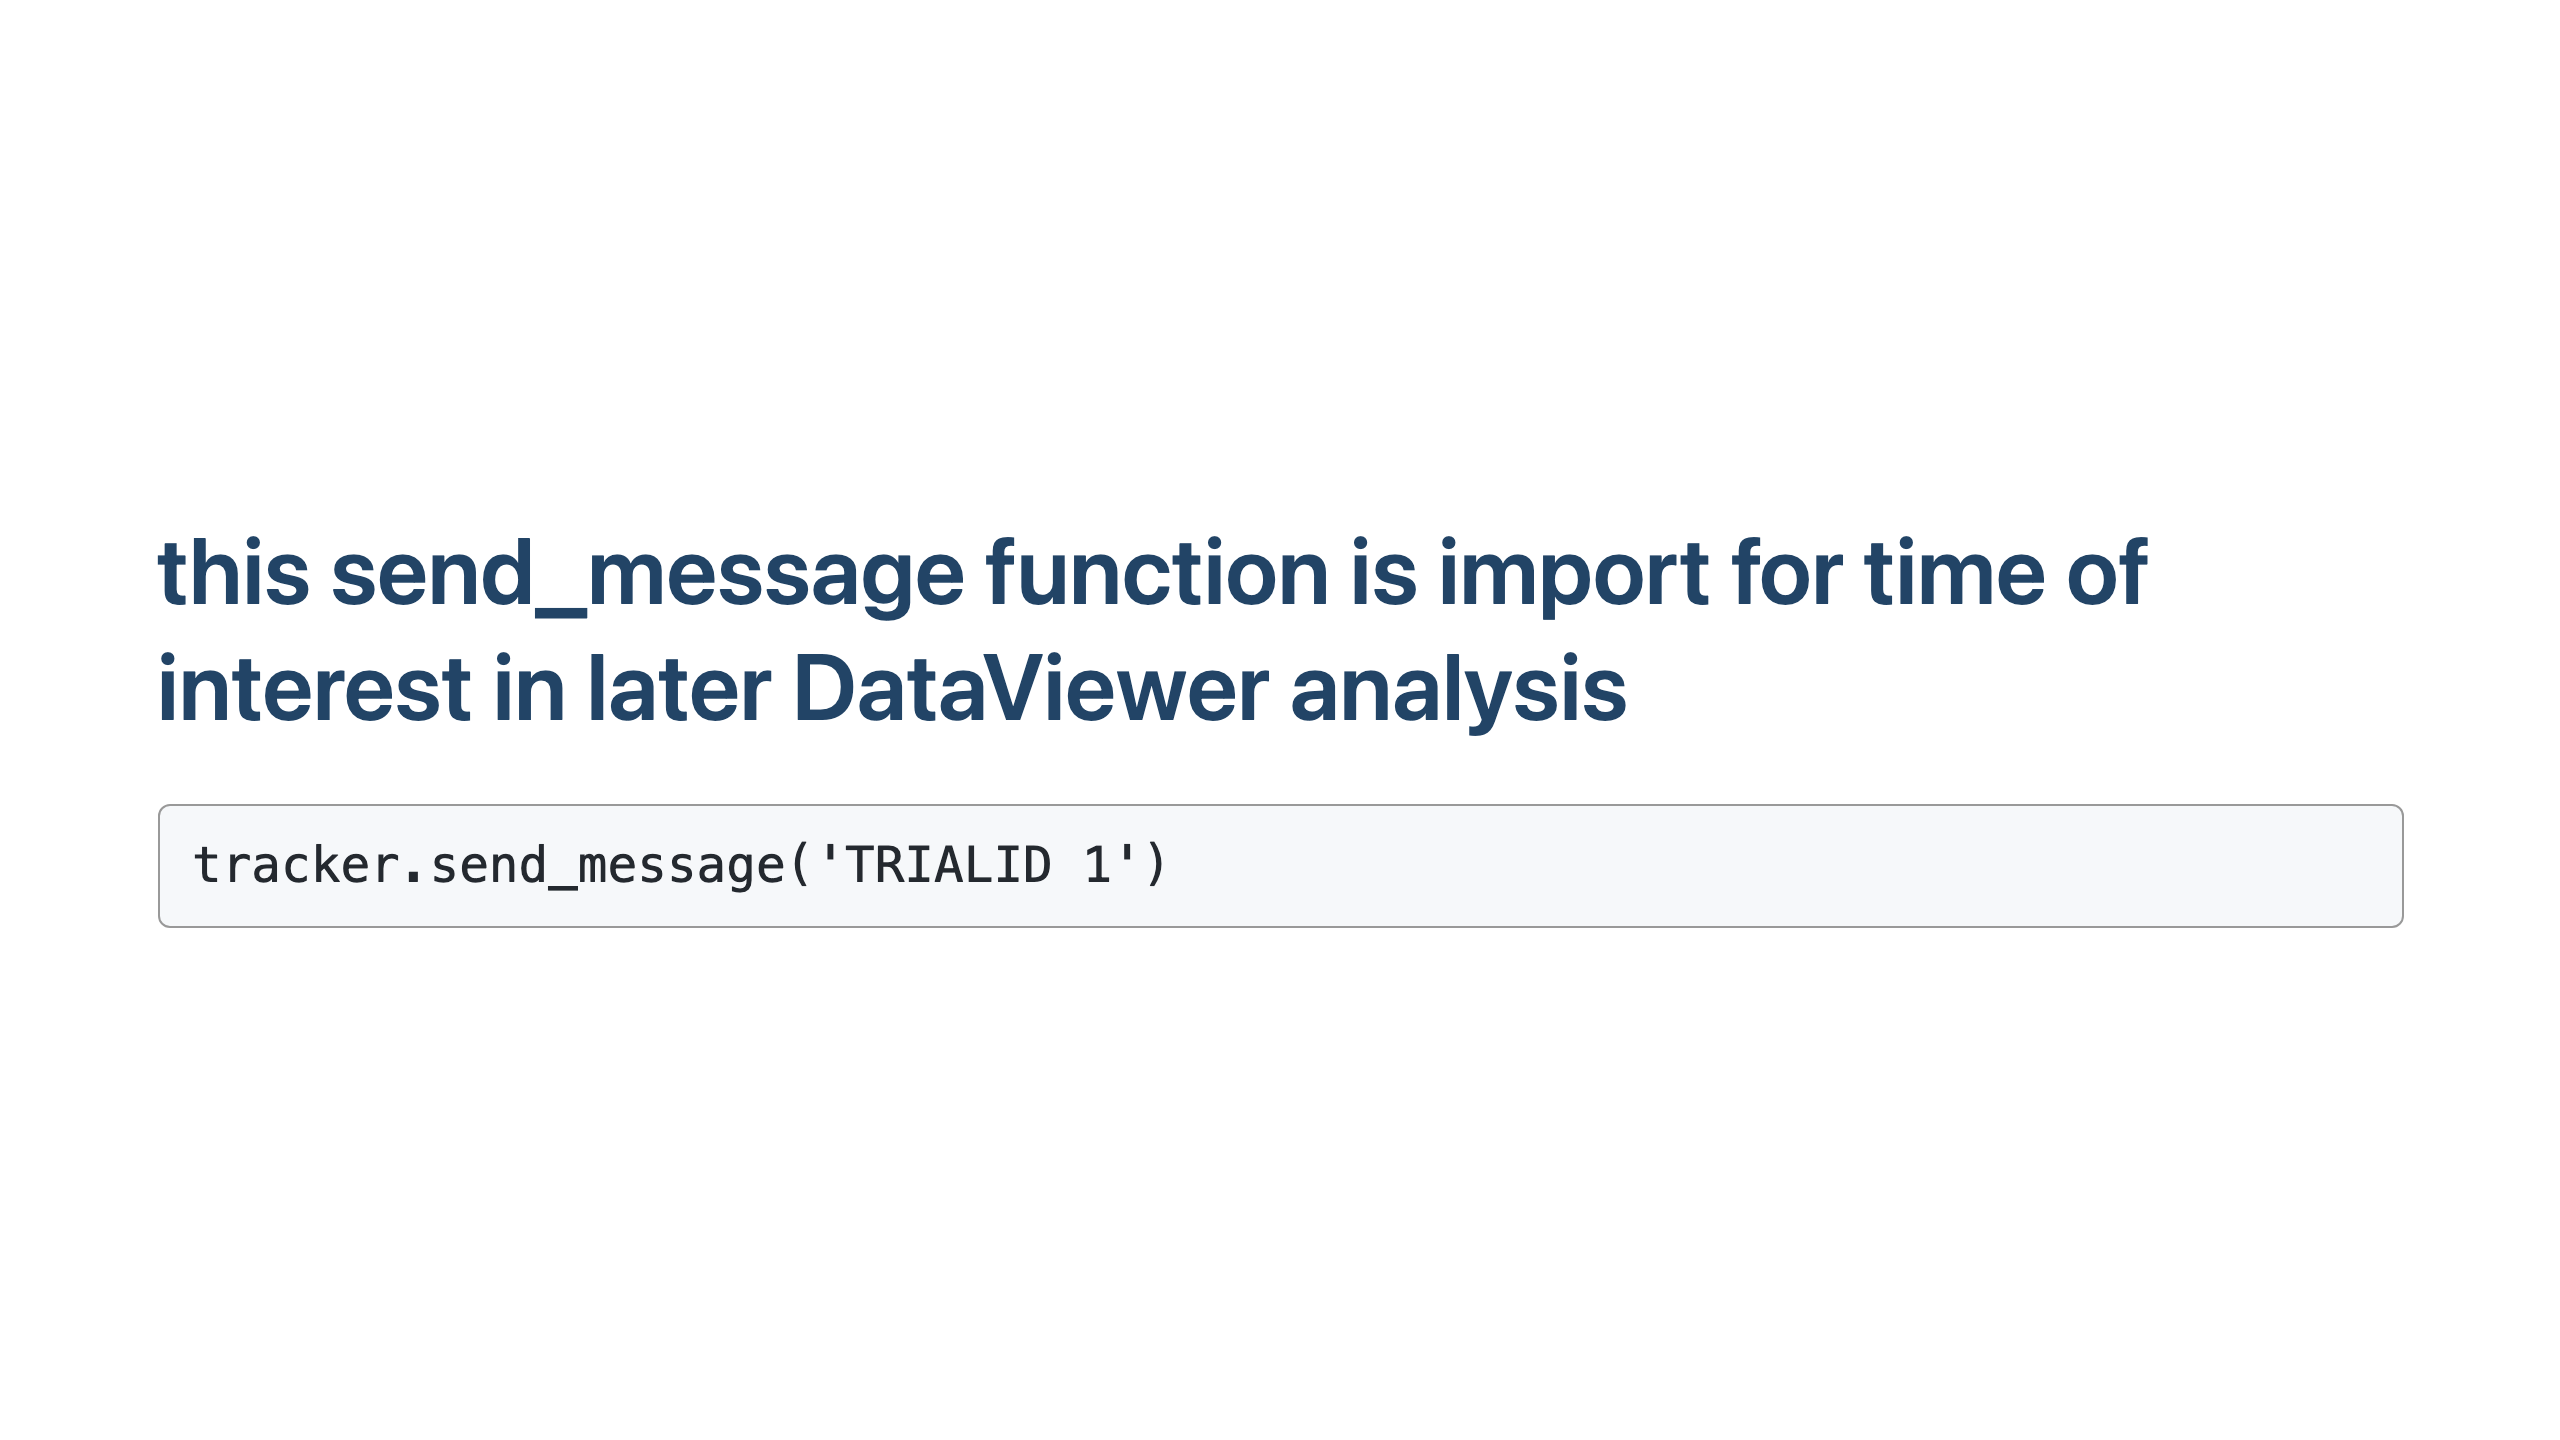 this send_message function is import for time of
interest in later DataViewer analysis
tracker.send_message('TRIALID 1')